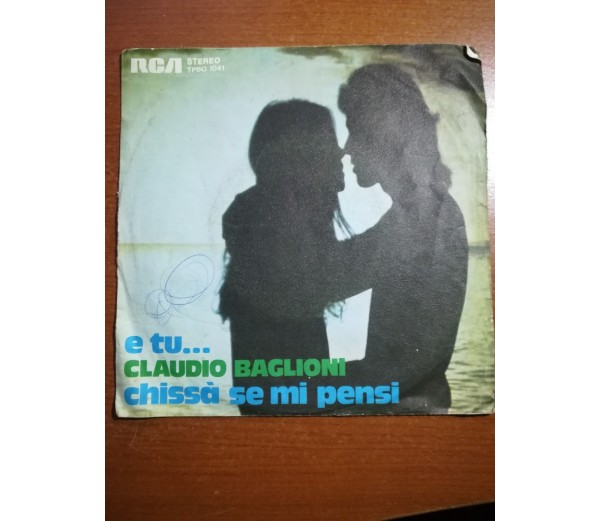 RCA STEREO
TPBO 1041
e tu...
CLAUDIO BAGLIONI
chissà se mi pensi